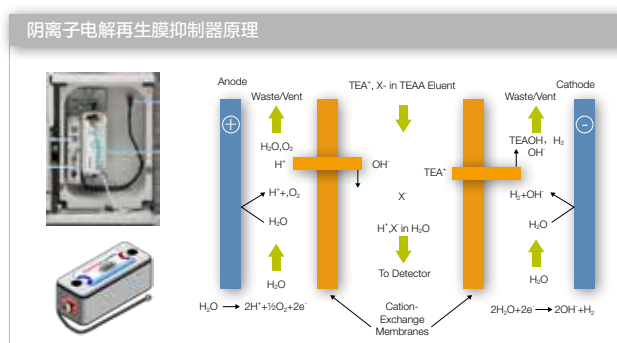 阴离子电解再生膜抑制器原理
Anode
TEA⁺, X- in TEAA Eluent
Cathode
Waste/Vent
Waste/Vent
H₂O,O₂
TEAOH, H₂
OH⁻
H⁺
OH⁻
TEA⁺
H⁺+,O₂
X⁻
H₂+OH⁻
H₂O
H₂O
H⁺,X⁻ in H₂O
To Detector
H₂O
H₂O
H₂O → 2H⁺+½O₂+2e⁻
Cation-
Exchange
Membranes
2H₂O+2e⁻ → 2OH⁻+H₂